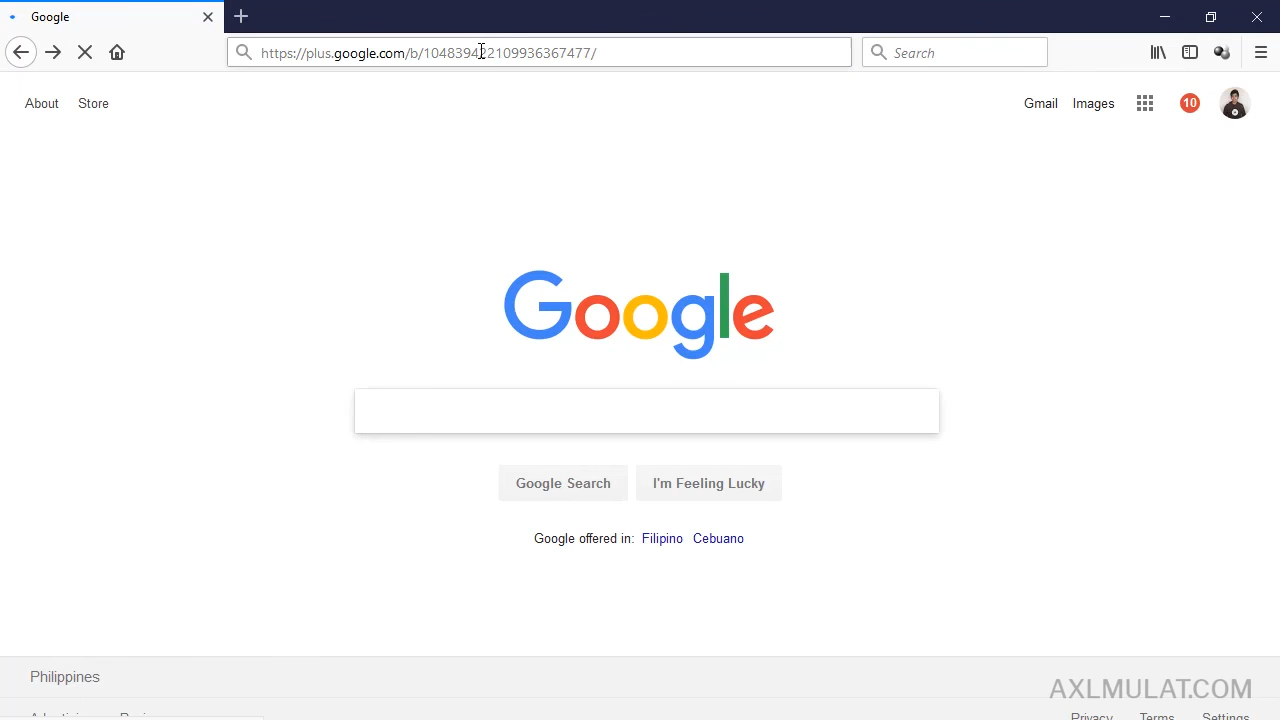 Google
https://plus.google.com/b/
Search
About
Store
Gmail
Images
10
Google
Google Search
I'm Feeling Lucky
Google offered in: Filipino Cebuano
Philippines
AXLMULAT.COM
Privacy
Terms
Settings